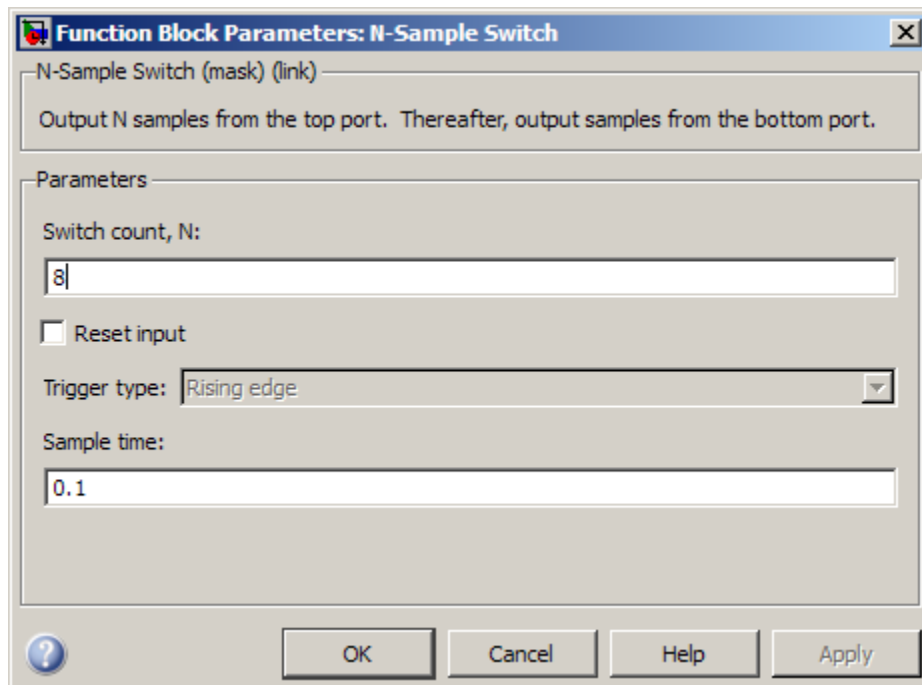 Function Block Parameters: N-Sample Switch
N-Sample Switch (mask) (link)
Output N samples from the top port.  Thereafter, output samples from the bottom port.
Parameters
Switch count, N:
8
Reset input
Trigger type: Rising edge
Sample time:
0.1
? OK Cancel Help Apply